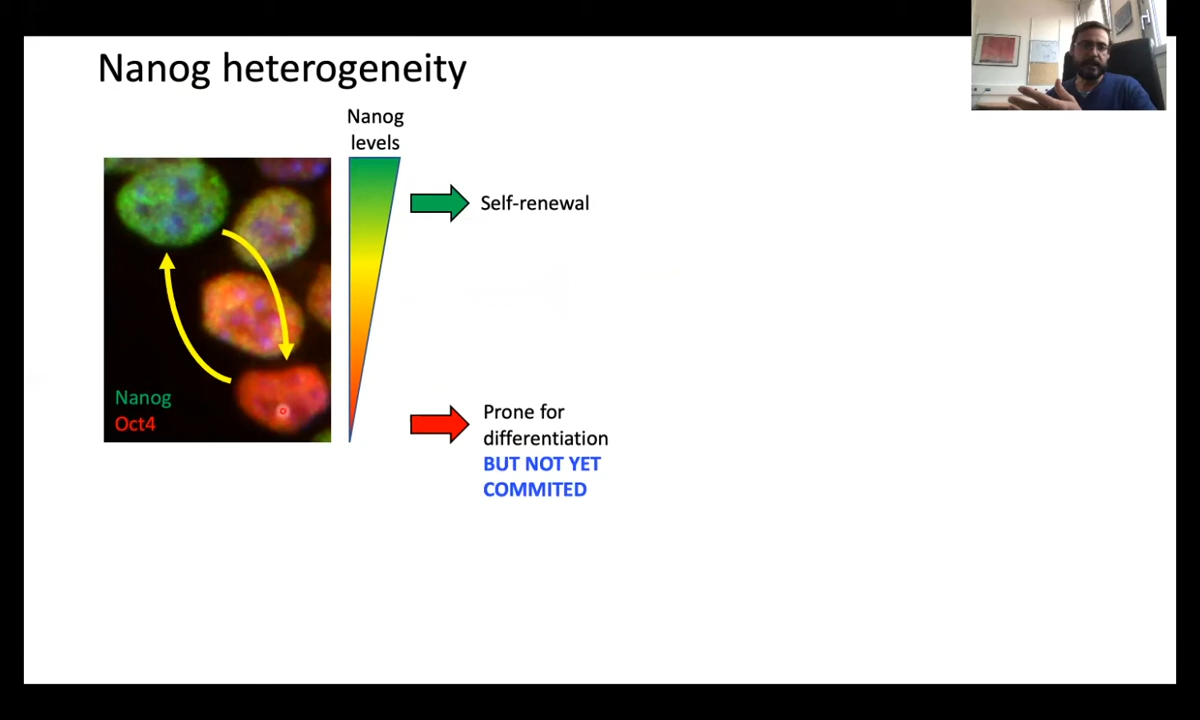 Nanog heterogeneity
Nanog
levels
Self-renewal
Nanog
Oct4
Prone for
differentiation
BUT NOT YET
COMMITED